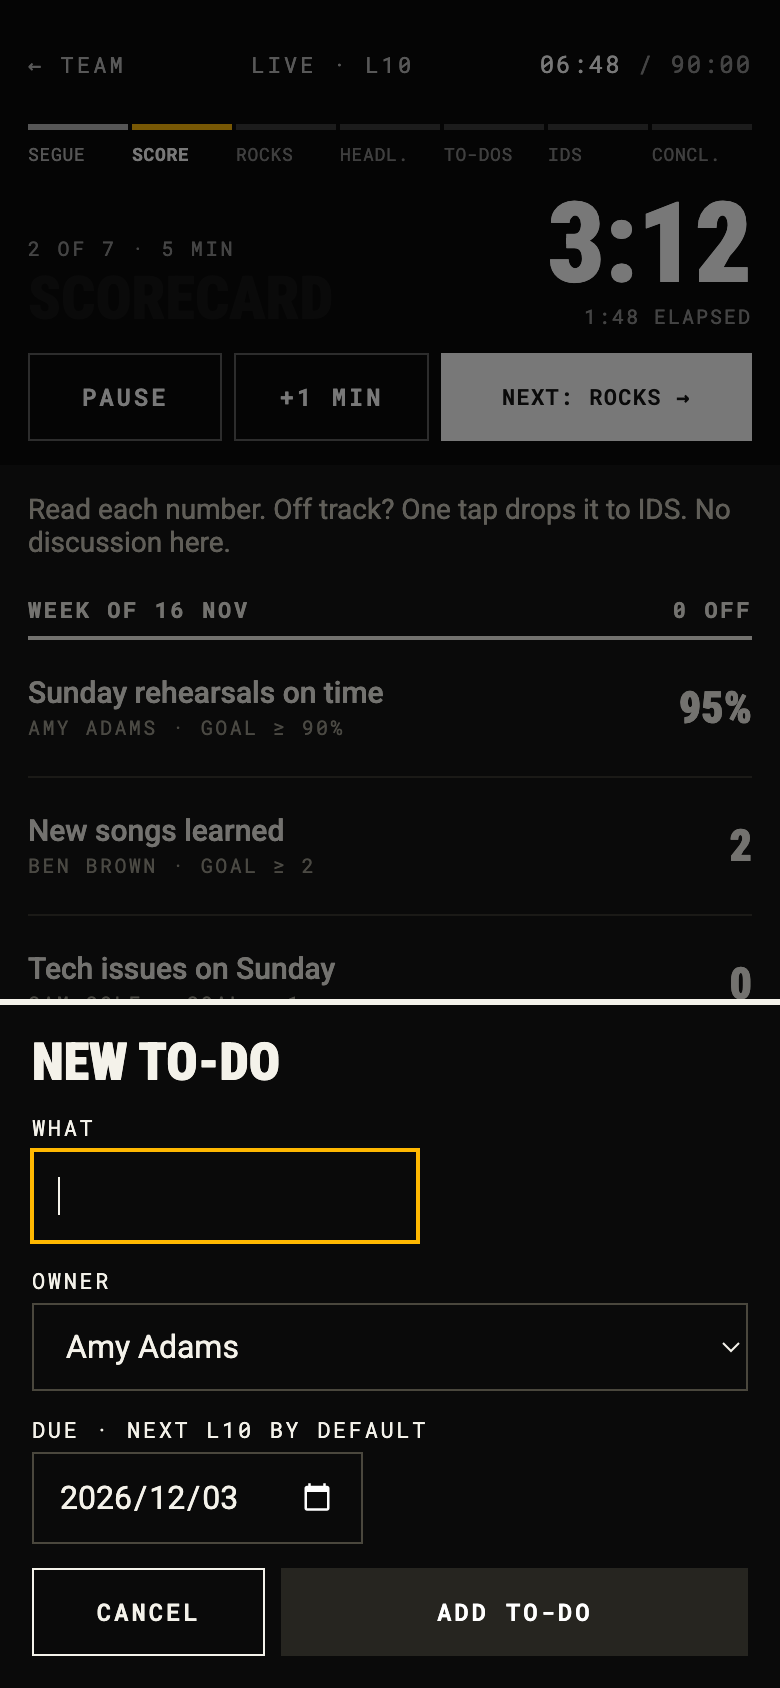 ← TEAM
LIVE · L10
06:48 / 90:00
SEGUE
SCORE
ROCKS
HEADL.
TO-DOS
IDS
CONCL.
2 OF 7 · 5 MIN
SCORECARD
3:12
1:48 ELAPSED
PAUSE
+1 MIN
NEXT: ROCKS →
Read each number. Off track? One tap drops it to IDS. No
discussion here.
WEEK OF 16 NOV
0 OFF
Sunday rehearsals on time
95%
AMY ADAMS · GOAL ≥ 90%
New songs learned
2
BEN BROWN · GOAL ≥ 2
Tech issues on Sunday
0
NEW TO-DO
WHAT
OWNER
Amy Adams
DUE · NEXT L10 BY DEFAULT
2026/12/03
CANCEL
ADD TO-DO